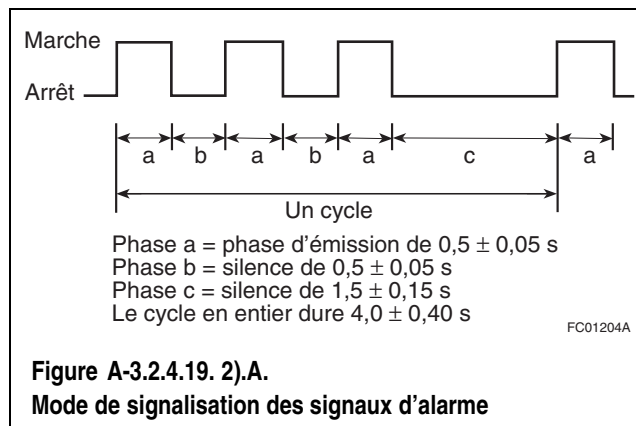 Marche
Arrêt
a b a b a c a
Un cycle
Phase a = phase d'émission de 0,5 ± 0,05 s
Phase b = silence de 0,5 ± 0,05 s
Phase c = silence de 1,5 ± 0,15 s
Le cycle en entier dure 4,0 ± 0,40 s
FC01204A
Figure A-3.2.4.19. 2).A.
Mode de signalisation des signaux d'alarme